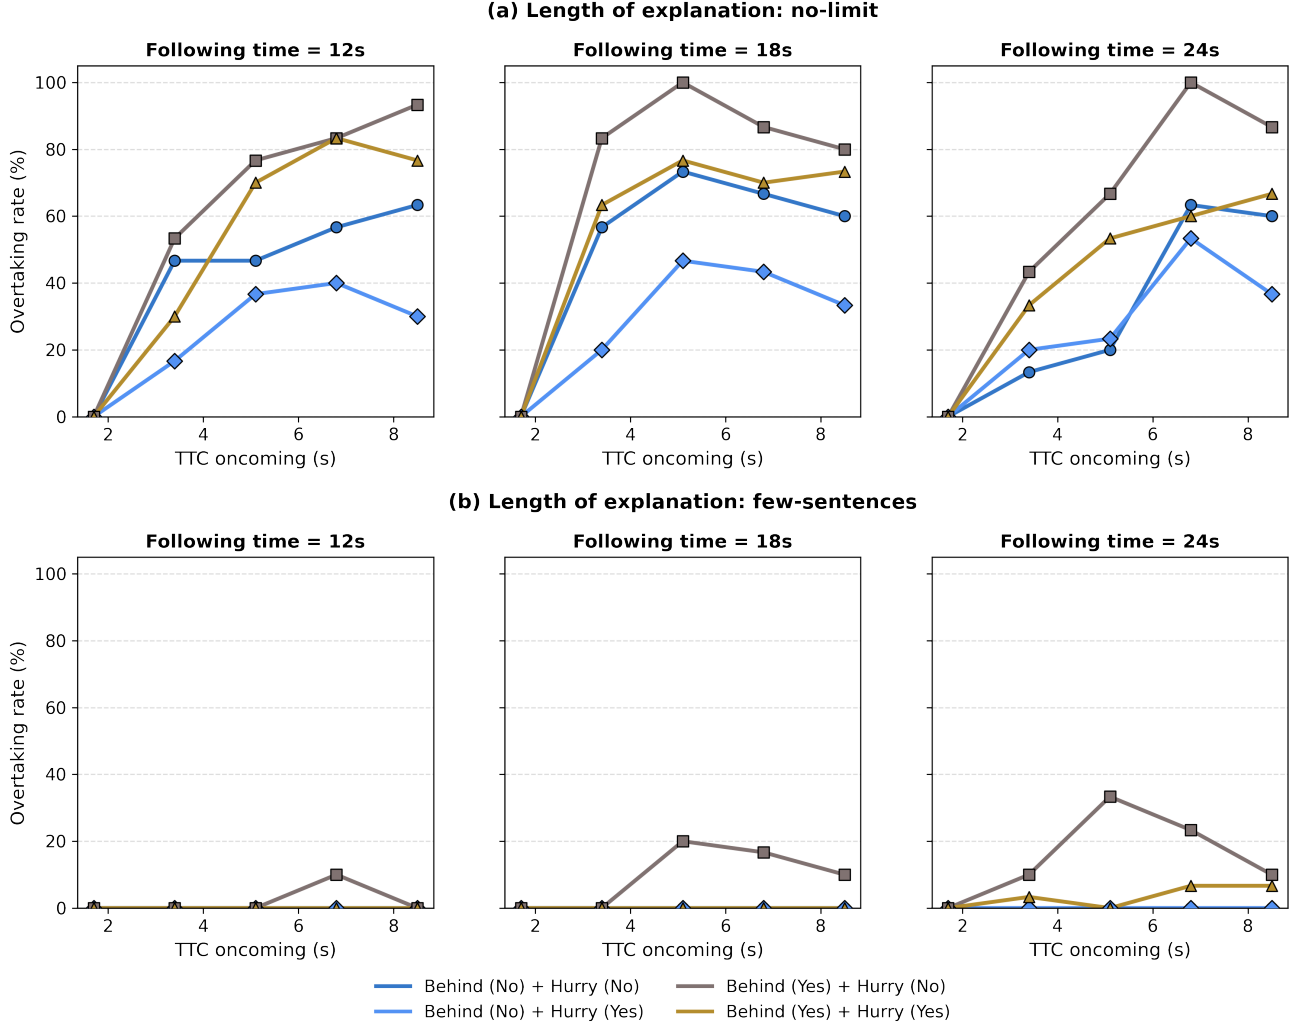 (a) Length of explanation: no-limit
Following time = 12s
Following time = 18s
Following time = 24s
Overtaking rate (%)
100
80
60
40
20
0
2 4 6 8
2 4 6 8
2 4 6 8
TTC oncoming (s)
TTC oncoming (s)
TTC oncoming (s)
(b) Length of explanation: few-sentences
Following time = 12s
Following time = 18s
Following time = 24s
Overtaking rate (%)
100
80
60
40
20
0
2 4 6 8
2 4 6 8
2 4 6 8
TTC oncoming (s)
TTC oncoming (s)
TTC oncoming (s)
Behind (No) + Hurry (No)
Behind (No) + Hurry (Yes)
Behind (Yes) + Hurry (No)
Behind (Yes) + Hurry (Yes)